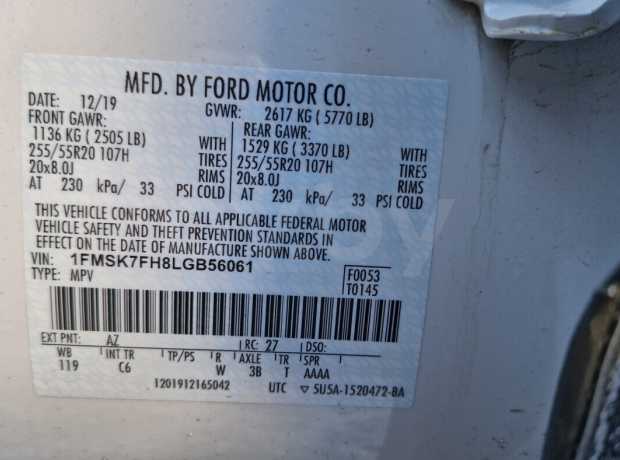 MFD. BY FORD MOTOR CO.
DATE: 12/19 GVWR: 2617 KG ( 5770 LB)
FRONT GAWR: REAR GAWR:
1136 KG ( 2505 LB) WITH 1529 KG ( 3370 LB) WITH
255/55R20 107H TIRES 255/55R20 107H TIRES
20x8.0J RIMS 20x8.0J RIMS
AT 230 kPa/ 33 PSI COLD AT 230 kPa/ 33 PSI COLD
THIS VEHICLE CONFORMS TO ALL APPLICABLE FEDERAL MOTOR
VEHICLE SAFETY AND THEFT PREVENTION STANDARDS IN
EFFECT ON THE DATE OF MANUFACTURE SHOWN ABOVE.
VIN: 1FMSK7FH8LGB56061 F0053
TYPE: MPV T0145
EXT PNT: AZ RC: 27 DSO:
WB INT TR TP/PS R AXLE TR SPR
119 C6 W 3B T AAAA
1201912165042 UTC ▽ 5U5A-1520472-BA